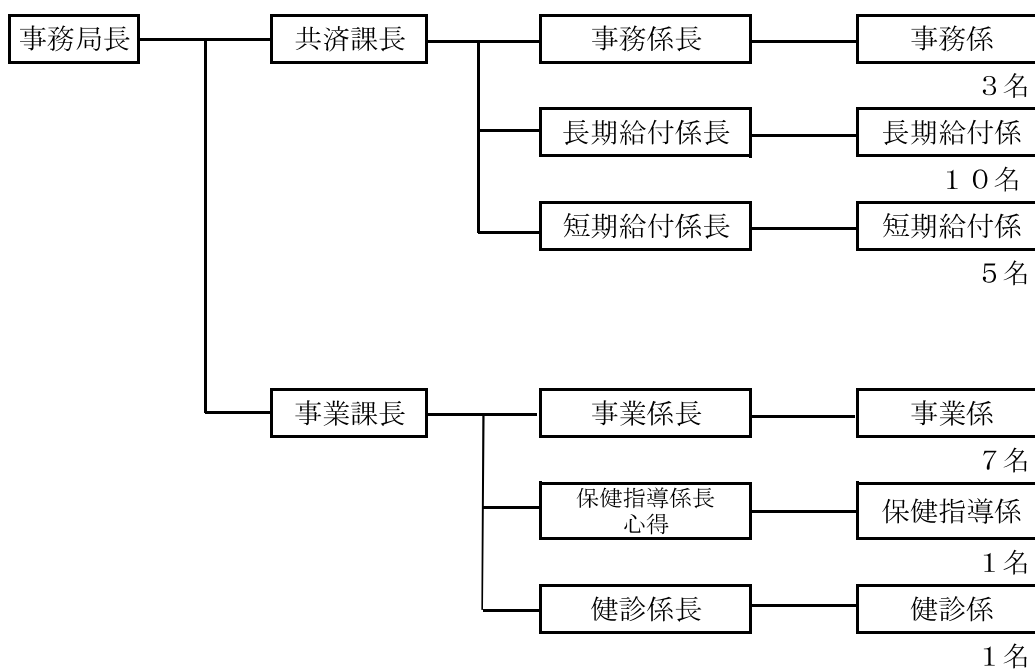 事務局長
共済課長
事務係長
事務係
３名
長期給付係長
長期給付係
１０名
短期給付係長
短期給付係
５名
事業課長
事業係長
事業係
７名
保健指導係長
心得
保健指導係
１名
健診係長
健診係
１名